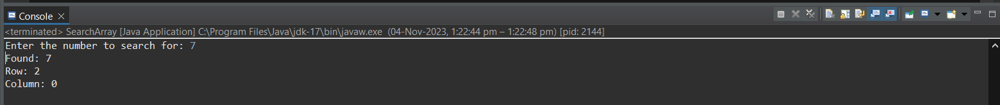 Console
<terminated> SearchArray [Java Application] C:\Program Files\Java\jdk-17\bin\javaw.exe (04-Nov-2023, 1:22:44 pm – 1:22:48 pm) [pid: 2144]
Enter the number to search for: 7
Found: 7
Row: 2
Column: 0